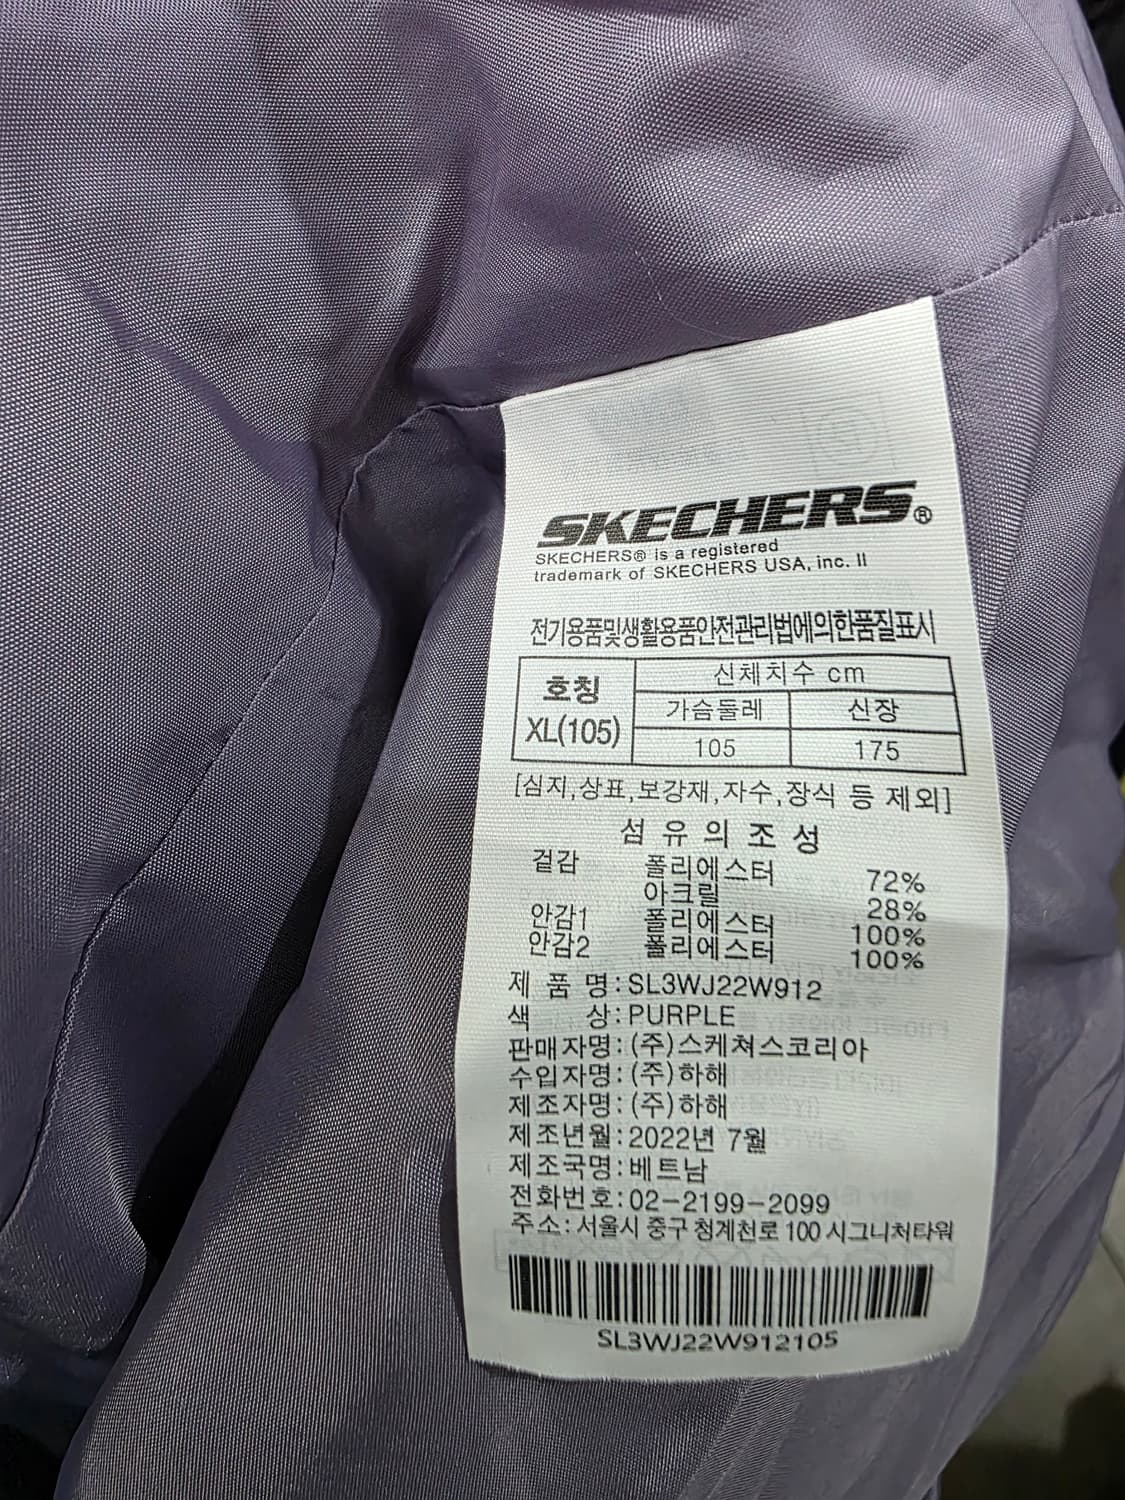 SKECHERS®
SKECHERS® is a registered
trademark of SKECHERS USA, inc. II
전기용품및생활용품안전관리법에의한품질표시
호칭 신체치수 cm
XL(105) 가슴둘레 신장
105 175
[심지,상표,보강재,자수,장식 등 제외]
섬 유 의 조 성
겉감 폴리에스터 72%
아크릴 28%
안감1 폴리에스터 100%
안감2 폴리에스터 100%
제 품 명:SL3WJ22W912
색 상:PURPLE
판매자명:(주)스케쳐스코리아
수입자명:(주)하해
제조자명:(주)하해
제조년월:2022년 7월
제조국명:베트남
전화번호:02-2199-2099
주소:서울시 중구 청계천로 100 시그니처타워
SL3WJ22W912105